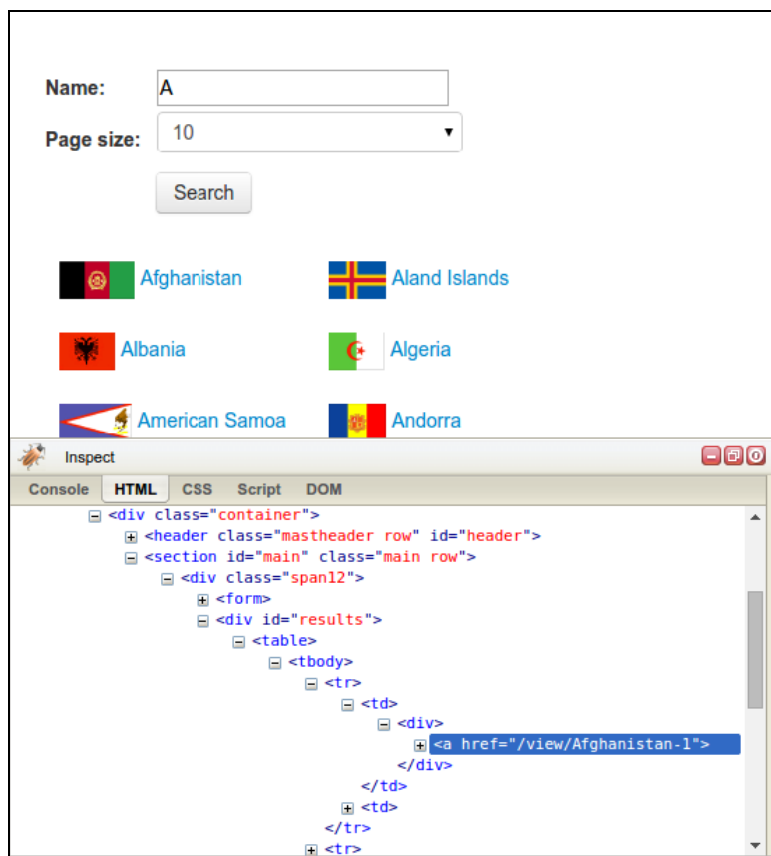 Name: A
Page size: 10
Search
Afghanistan Aland Islands
Albania Algeria
American Samoa Andorra
Inspect
Console HTML CSS Script DOM
<div class="container">
<header class="mastheader row" id="header">
<section id="main" class="main row">
<div class="span12">
<form>
<div id="results">
<table>
<tbody>
<tr>
<td>
<div>
<a href="/view/Afghanistan-1">
</div>
</td>
<td>
</tr>
<tr>